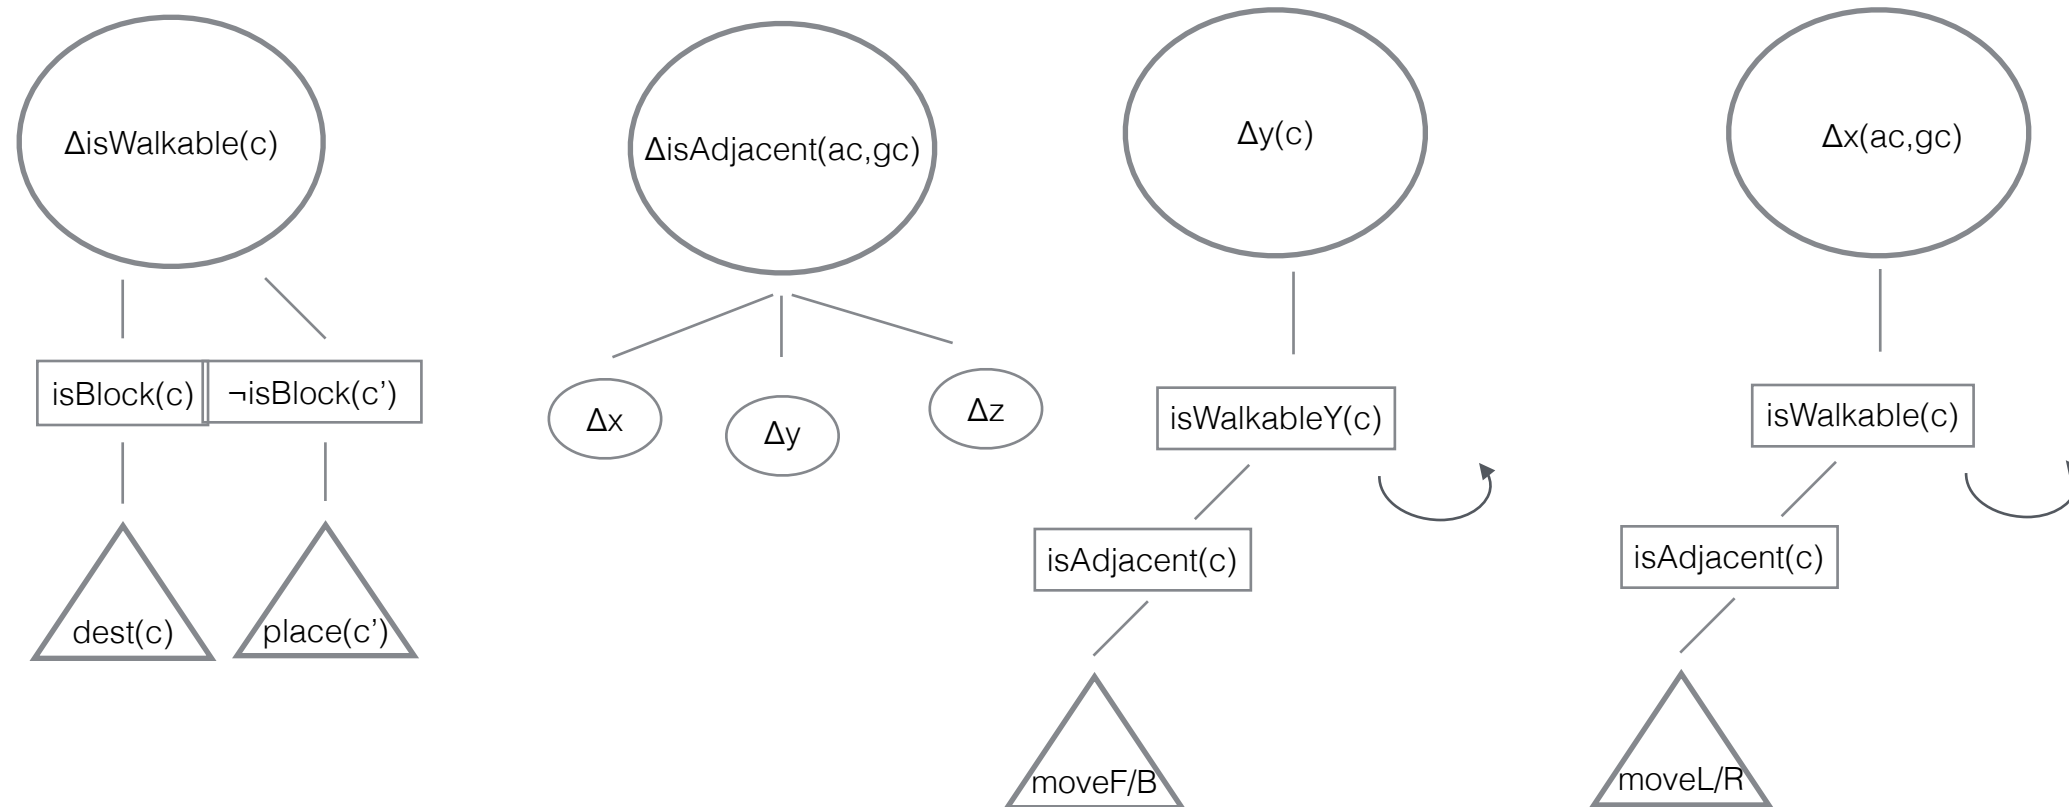 ΔisWalkable(c)
ΔisAdjacent(ac,gc)
Δy(c)
Δx(ac,gc)
isBlock(c)
¬isBlock(c’)
Δx
Δy
Δz
isWalkableY(c)
isWalkable(c)
isAdjacent(c)
isAdjacent(c)
dest(c)
place(c’)
moveF/B
moveL/R